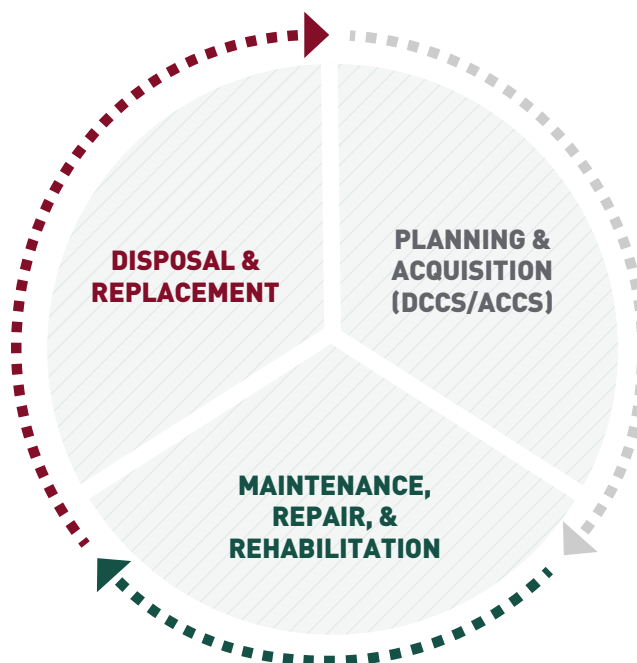 DISPOSAL &
REPLACEMENT
PLANNING &
ACQUISITION
(DCCS/ACCS)
MAINTENANCE,
REPAIR, &
REHABILITATION